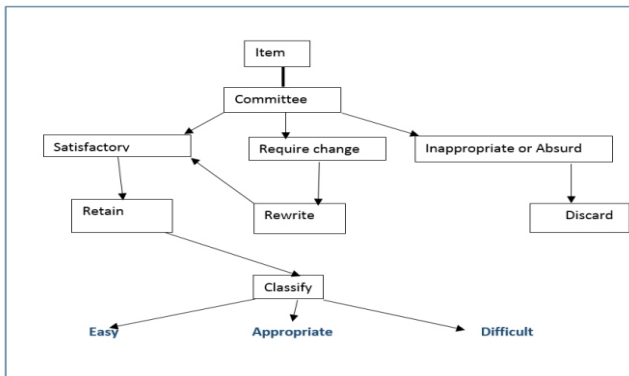 Item
Committee
Satisfactory
Require change
Inappropriate or Absurd
Retain
Rewrite
Discard
Classify
Easy
Appropriate
Difficult